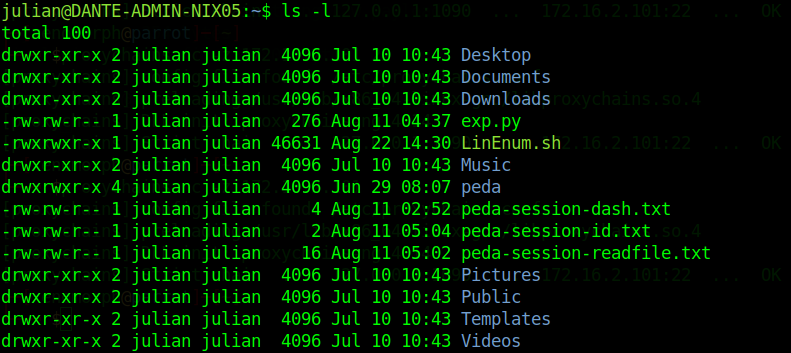 julian@DANTE-ADMIN-NIX05:~$ ls -l
total 100
drwxr-xr-x 2 julian julian  4096 Jul 10 10:43 Desktop
drwxr-xr-x 2 julian julian  4096 Jul 10 10:43 Documents
drwxr-xr-x 2 julian julian  4096 Jul 10 10:43 Downloads
-rw-rw-r-- 1 julian julian   276 Aug 11 04:37 exp.py
-rwxrwxr-x 1 julian julian 46631 Aug 22 14:30 LinEnum.sh
drwxr-xr-x 2 julian julian  4096 Jul 10 10:43 Music
drwxrwxr-x 4 julian julian  4096 Jun 29 08:07 peda
-rw-rw-r-- 1 julian julian     4 Aug 11 02:52 peda-session-dash.txt
-rw-rw-r-- 1 julian julian     2 Aug 11 05:04 peda-session-id.txt
-rw-rw-r-- 1 julian julian    16 Aug 11 05:02 peda-session-readfile.txt
drwxr-xr-x 2 julian julian  4096 Jul 10 10:43 Pictures
drwxr-xr-x 2 julian julian  4096 Jul 10 10:43 Public
drwxr-xr-x 2 julian julian  4096 Jul 10 10:43 Templates
drwxr-xr-x 2 julian julian  4096 Jul 10 10:43 Videos